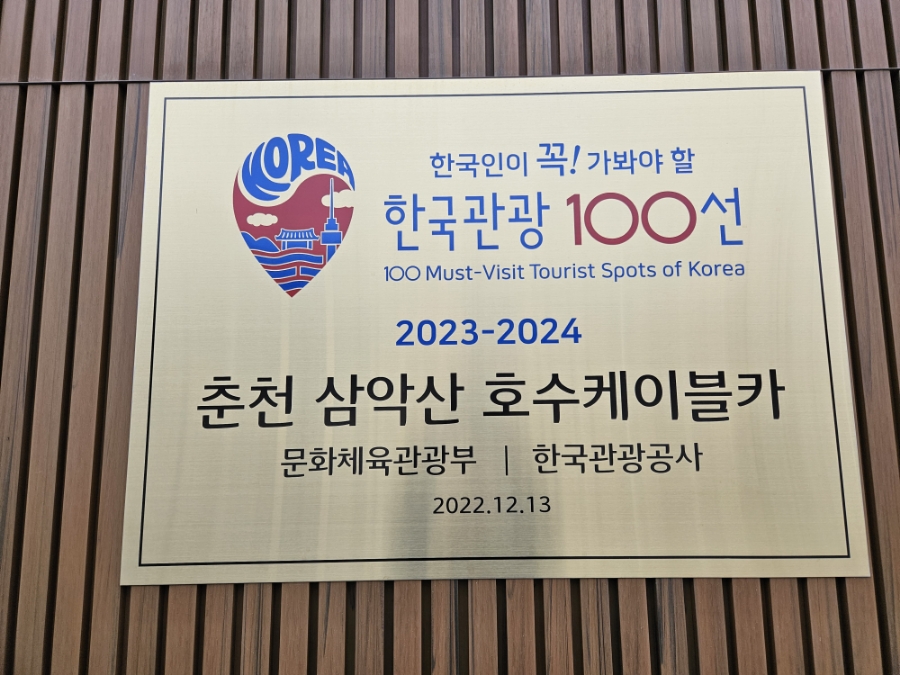 KOREA
한국인이 꼭! 가봐야 할
한국관광 100선
100 Must-Visit Tourist Spots of Korea
2023-2024
춘천 삼악산 호수케이블카
문화체육관광부 | 한국관광공사
2022.12.13